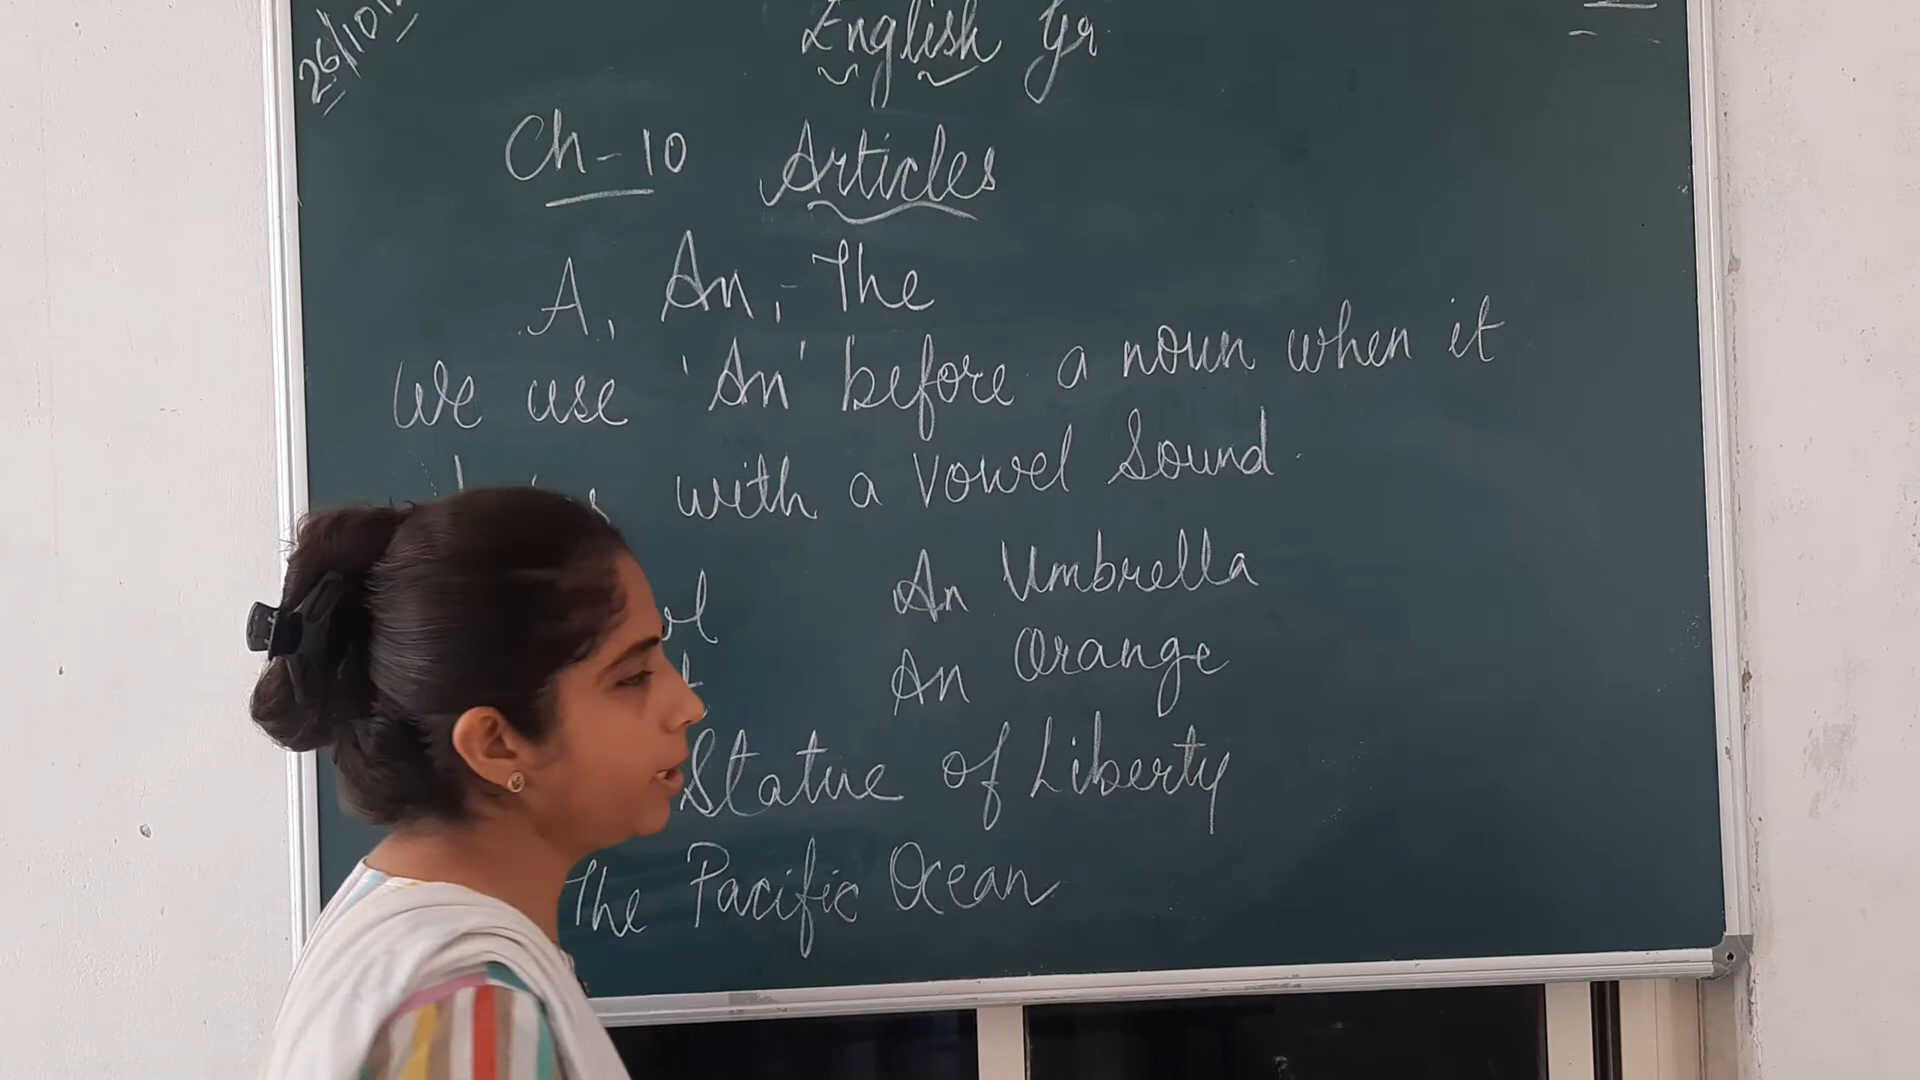 26/10/
English Gr
Ch-10 Articles
A, An, The
We use 'An' before a noun when it
with a Vowel Sound
An Umbrella
An Orange
Statue of Liberty
The Pacific Ocean